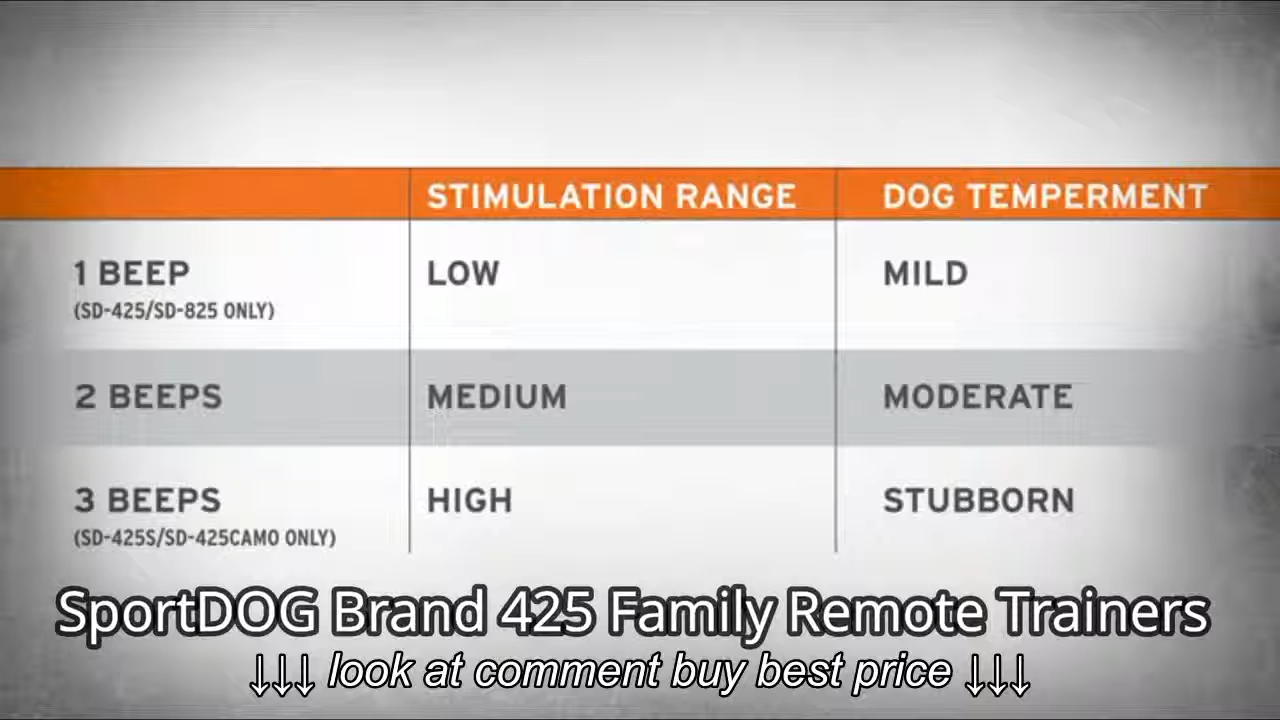 STIMULATION RANGE DOG TEMPERMENT
1 BEEP LOW MILD
(SD-425/SD-825 ONLY)
2 BEEPS MEDIUM MODERATE
3 BEEPS HIGH STUBBORN
(SD-425S/SD-425CAMO ONLY)
SportDOG Brand 425 Family Remote Trainers
↓↓↓ look at comment buy best price ↓↓↓